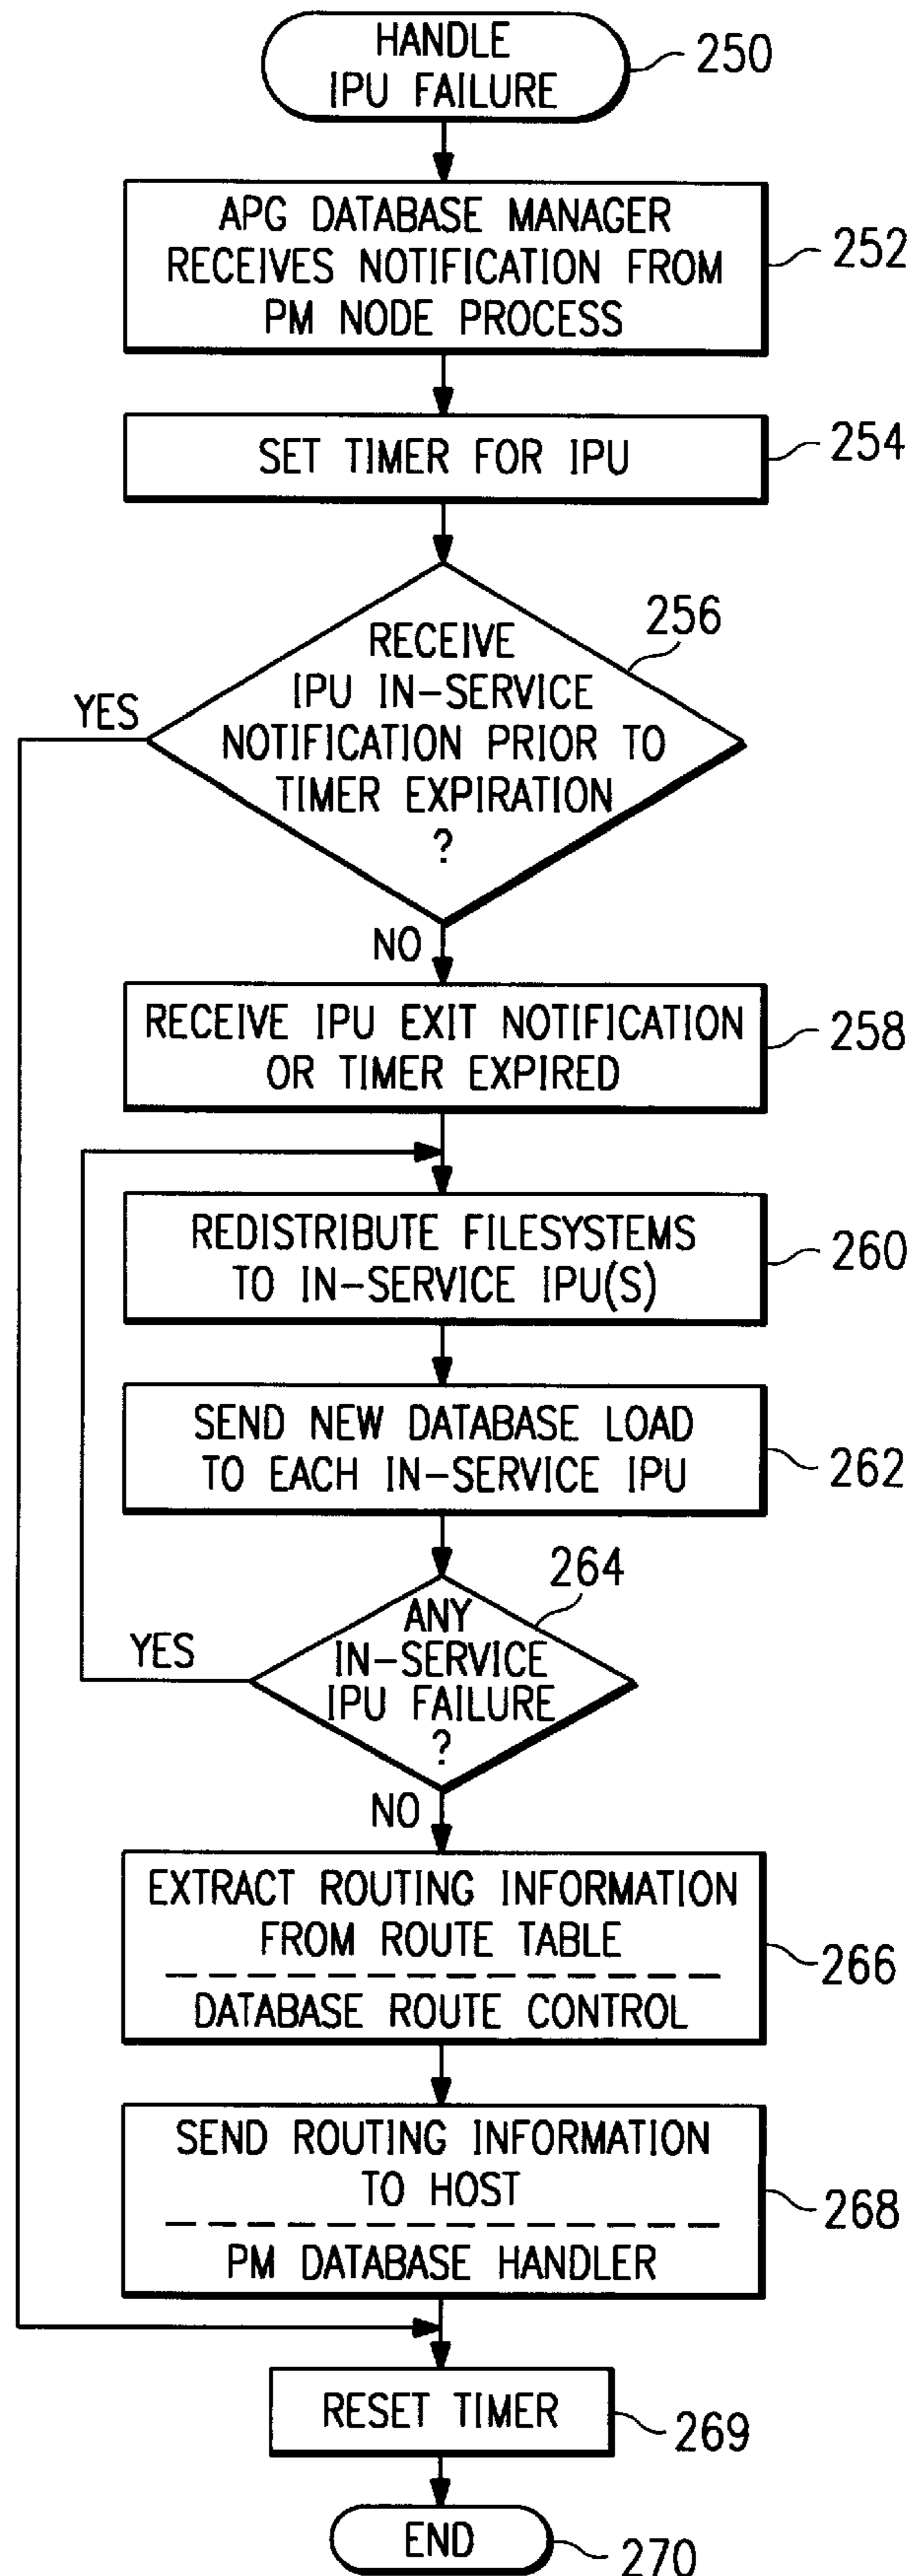 HANDLE
IPU FAILURE
250
APG DATABASE MANAGER
RECEIVES NOTIFICATION FROM
PM NODE PROCESS
252
SET TIMER FOR IPU
254
256
RECEIVE
IPU IN-SERVICE
NOTIFICATION PRIOR TO
TIMER EXPIRATION
?
YES
NO
RECEIVE IPU EXIT NOTIFICATION
OR TIMER EXPIRED
258
REDISTRIBUTE FILESYSTEMS
TO IN-SERVICE IPU(S)
260
SEND NEW DATABASE LOAD
TO EACH IN-SERVICE IPU
262
264
ANY
IN-SERVICE
IPU FAILURE
?
YES
NO
EXTRACT ROUTING INFORMATION
FROM ROUTE TABLE
DATABASE ROUTE CONTROL
266
SEND ROUTING INFORMATION
TO HOST
PM DATABASE HANDLER
268
RESET TIMER
269
END
270